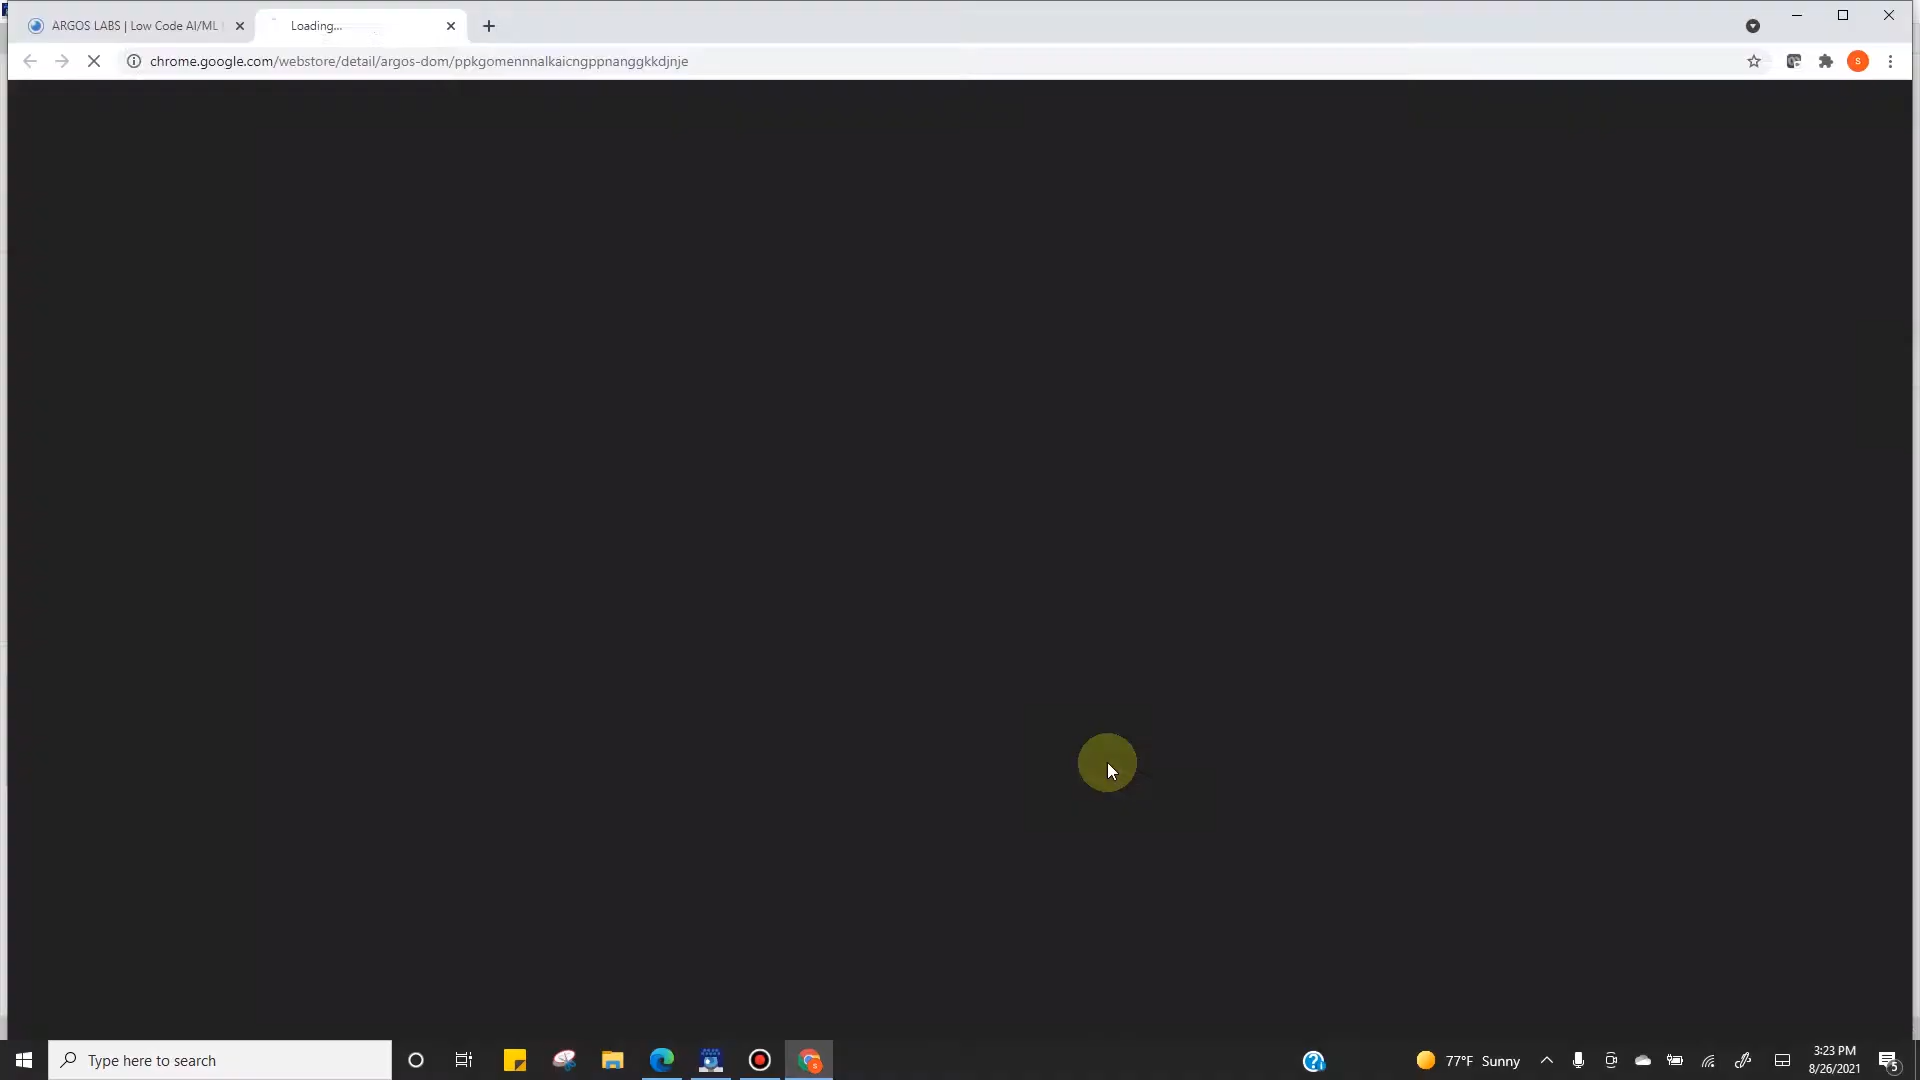 ARGOS LABS | Low Code AI/ML
Loading...
chrome.google.com/webstore/detail/argos-dom/ppkgomennnalkaicngppnanggkkdjnje
S
Type here to search
77°F Sunny
3:23 PM
8/26/2021
5